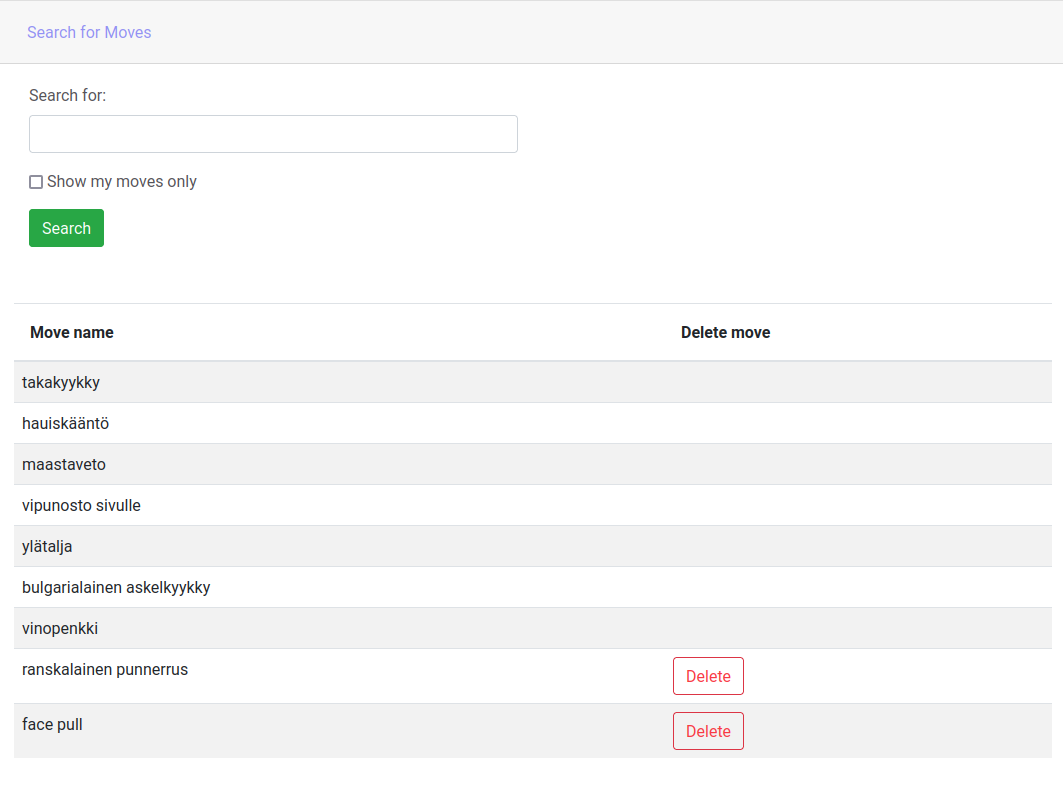 Search for Moves
Search for:
Show my moves only
Search
Move name Delete move
takakyykky
hauiskääntö
maastaveto
vipunosto sivulle
ylätalja
bulgarialainen askelkyykky
vinopenkki
ranskalainen punnerrus Delete
face pull Delete